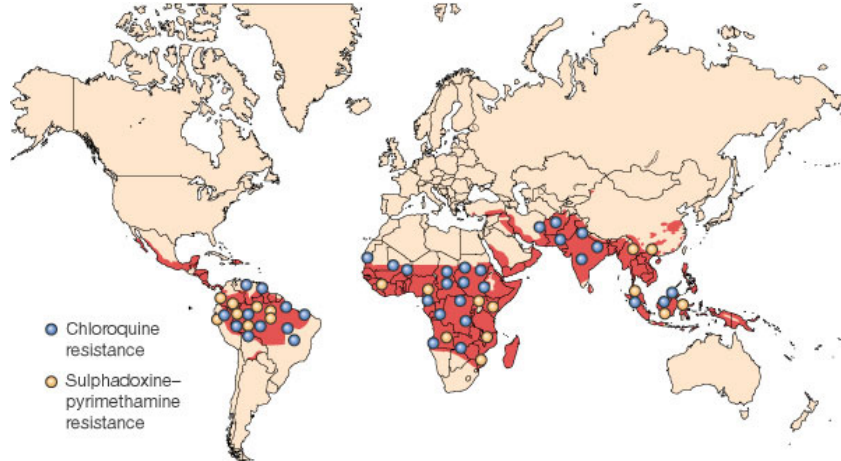 Chloroquine
resistance
Sulphadoxine–
pyrimethamine
resistance